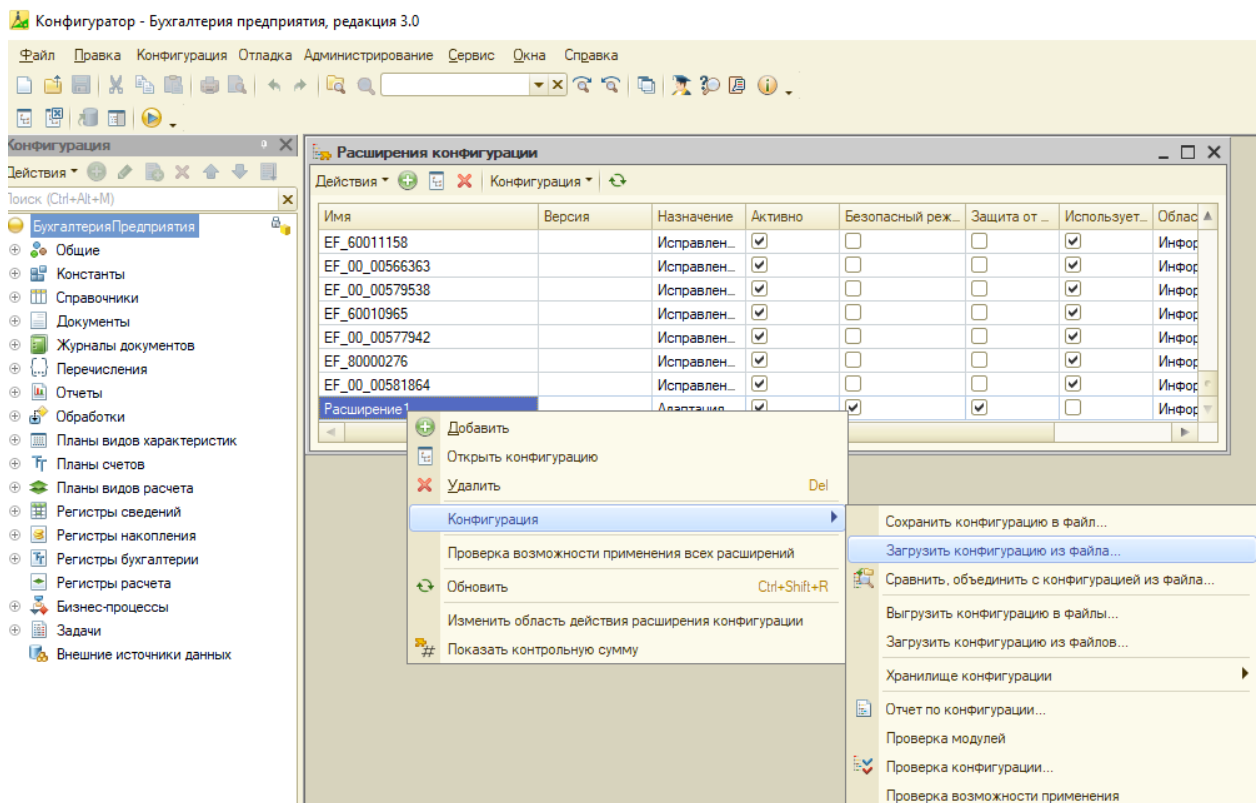 Конфигуратор - Бухгалтерия предприятия, редакция 3.0
Файл Правка Конфигурация Отладка Администрирование Сервис Окна Справка
Конфигурация
Действия
Поиск (Ctrl+Alt+M)
БухгалтерияПредприятия
Общие
Константы
Справочники
Документы
Журналы документов
Перечисления
Отчеты
Обработки
Планы видов характеристик
Планы счетов
Планы видов расчета
Регистры сведений
Регистры накопления
Регистры бухгалтерии
Регистры расчета
Бизнес-процессы
Задачи
Внешние источники данных
Расширения конфигурации
Действия Конфигурация
Имя Версия Назначение Активно Безопасный реж... Защита от ... Использует... Облас
EF_60011158 Исправлен... Инфор
EF_00_00566363 Исправлен... Инфор
EF_00_00579538 Исправлен... Инфор
EF_60010965 Исправлен... Инфор
EF_00_00577942 Исправлен... Инфор
EF_80000276 Исправлен... Инфор
EF_00_00581864 Исправлен... Инфор
Расширение1 Адаптация Инфор
Добавить
Открыть конфигурацию
Удалить Del
Конфигурация
Проверка возможности применения всех расширений
Обновить Ctrl+Shift+R
Изменить область действия расширения конфигурации
Показать контрольную сумму
Сохранить конфигурацию в файл...
Загрузить конфигурацию из файла...
Сравнить, объединить с конфигурацией из файла...
Выгрузить конфигурацию в файлы...
Загрузить конфигурацию из файлов...
Хранилище конфигурации
Отчет по конфигурации...
Проверка модулей
Проверка конфигурации...
Проверка возможности применения